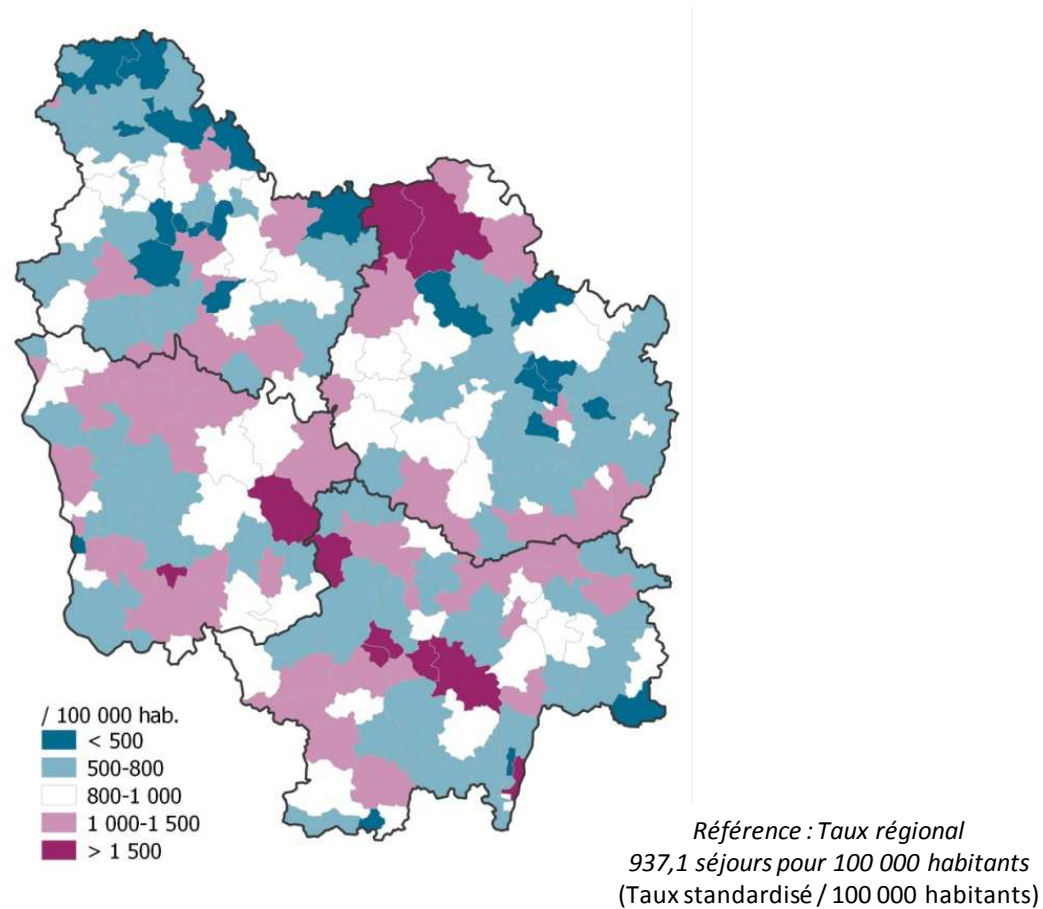 / 100 000 hab.
< 500
500-800
800-1 000
1 000-1 500
> 1 500
Référence : Taux régional
937,1 séjours pour 100 000 habitants
(Taux standardisé / 100 000 habitants)